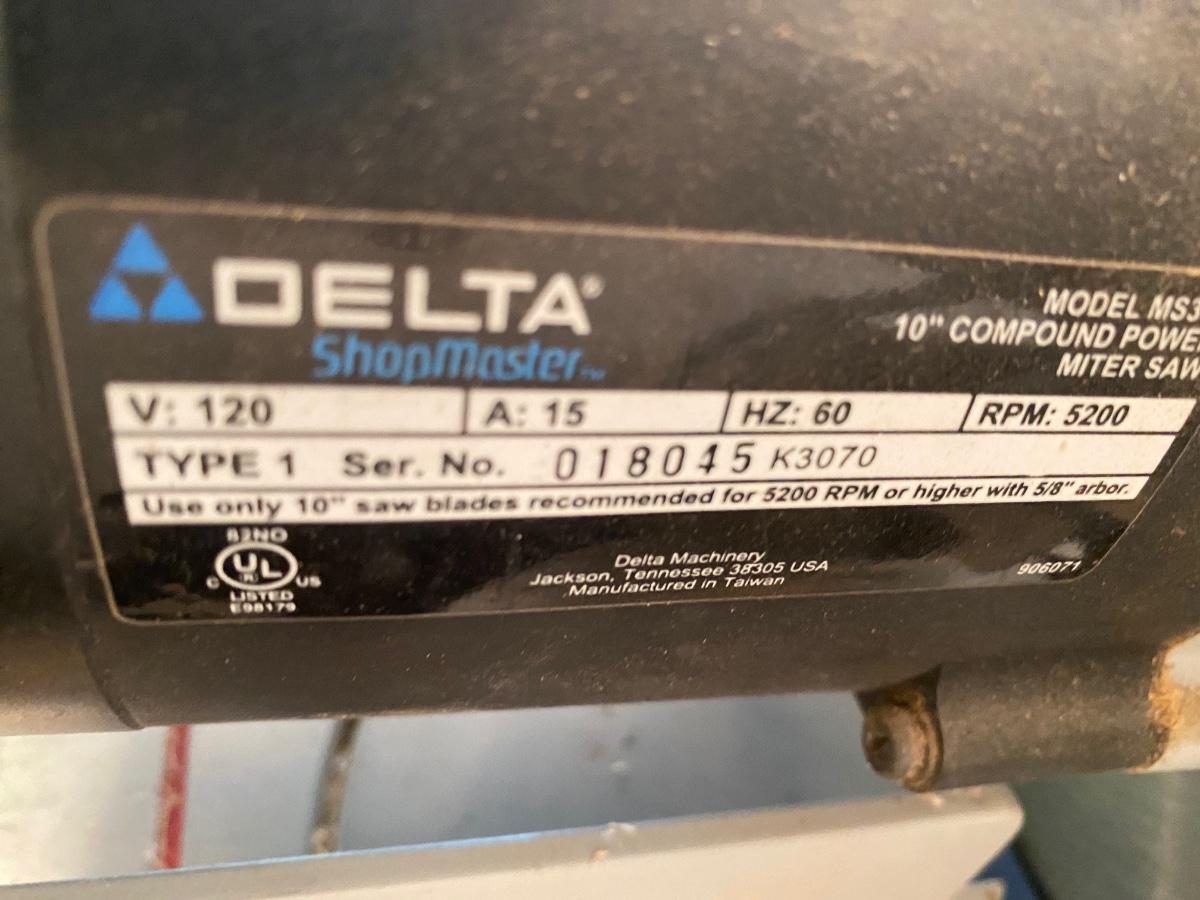 DELTA®
ShopMaster™
MODEL MS3
10" COMPOUND POWE
MITER SAW
V: 120 A: 15 HZ: 60 RPM: 5200
TYPE 1 Ser. No. 018045 K3070
Use only 10" saw blades recommended for 5200 RPM or higher with 5/8" arbor.
82NO
C UL® US
LISTED
E98179
Delta Machinery
Jackson, Tennessee 38305 USA
Manufactured in Taiwan
906071